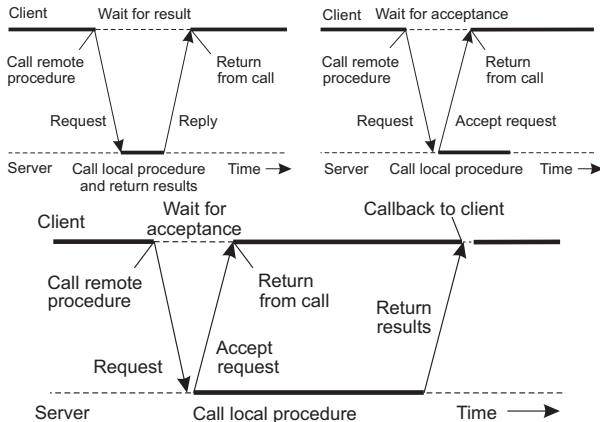 Client
Wait for result
Call remote
procedure
Return
from call
Request
Reply
Server
Call local procedure
and return results
Time
Client
Wait for acceptance
Call remote
procedure
Return
from call
Request
Accept request
Server
Call local procedure
Time
Client
Wait for
acceptance
Callback to client
Call remote
procedure
Return
from call
Return
results
Request
Accept
request
Server
Call local procedure
Time